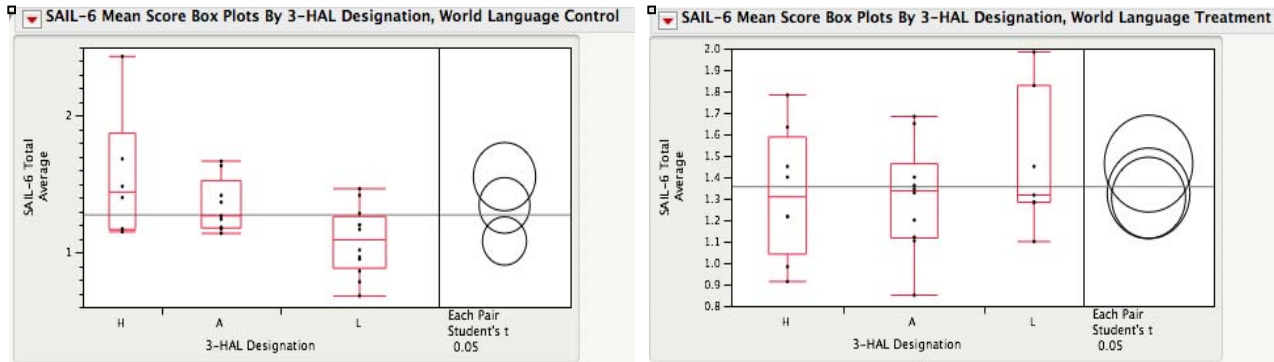 SAIL-6 Mean Score Box Plots By 3-HAL Designation, World Language Control
2
1
SAIL-6 Total
Average
H
A
L
3-HAL Designation
Each Pair
Student's t
0.05
SAIL-6 Mean Score Box Plots By 3-HAL Designation, World Language Treatment
2.0
1.9
1.8
1.7
1.6
1.5
1.4
1.3
1.2
1.1
1.0
0.9
0.8
SAIL-6 Total
Average
H
A
L
3-HAL Designation
Each Pair
Student's t
0.05